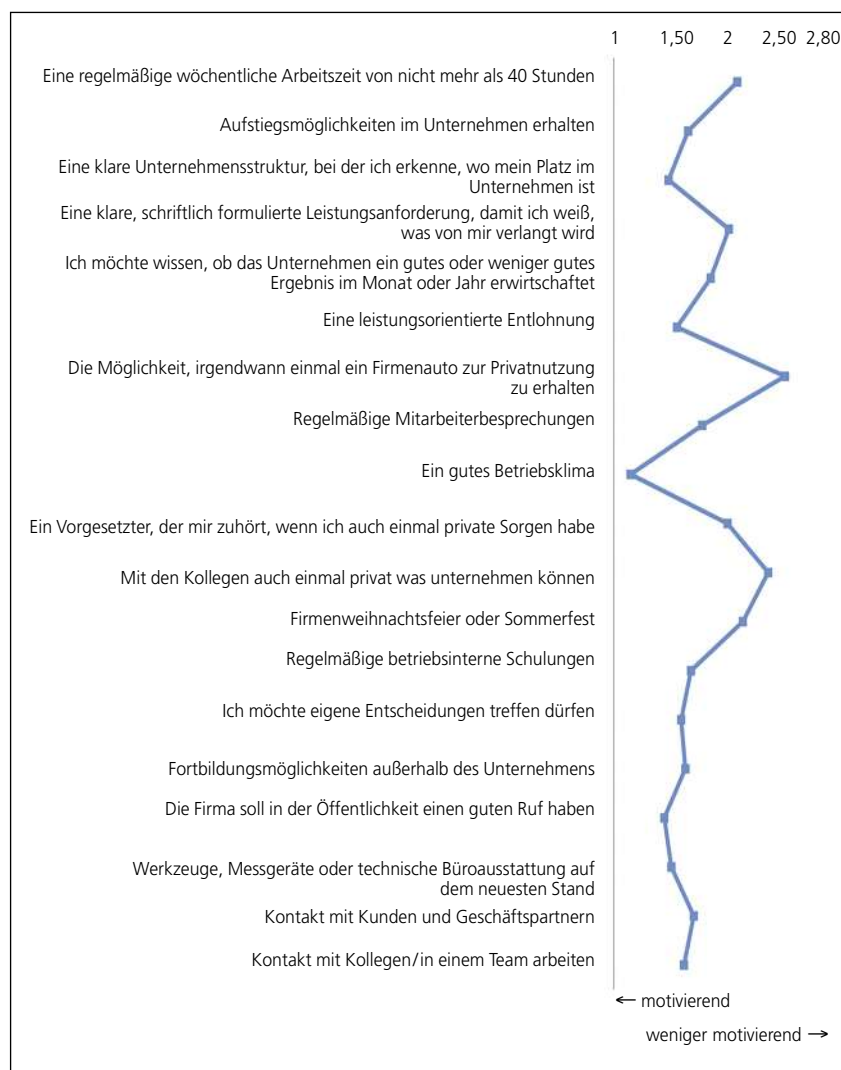 1 1,50 2 2,50 2,80
Eine regelmäßige wöchentliche Arbeitszeit von nicht mehr als 40 Stunden
Aufstiegsmöglichkeiten im Unternehmen erhalten
Eine klare Unternehmensstruktur, bei der ich erkenne, wo mein Platz im
Unternehmen ist
Eine klare, schriftlich formulierte Leistungsanforderung, damit ich weiß,
was von mir verlangt wird
Ich möchte wissen, ob das Unternehmen ein gutes oder weniger gutes
Ergebnis im Monat oder Jahr erwirtschaftet
Eine leistungsorientierte Entlohnung
Die Möglichkeit, irgendwann einmal ein Firmenauto zur Privatnutzung
zu erhalten
Regelmäßige Mitarbeiterbesprechungen
Ein gutes Betriebsklima
Ein Vorgesetzter, der mir zuhört, wenn ich auch einmal private Sorgen habe
Mit den Kollegen auch einmal privat was unternehmen können
Firmenweihnachtsfeier oder Sommerfest
Regelmäßige betriebsinterne Schulungen
Ich möchte eigene Entscheidungen treffen dürfen
Fortbildungsmöglichkeiten außerhalb des Unternehmens
Die Firma soll in der Öffentlichkeit einen guten Ruf haben
Werkzeuge, Messgeräte oder technische Büroausstattung auf
dem neuesten Stand
Kontakt mit Kunden und Geschäftspartnern
Kontakt mit Kollegen/in einem Team arbeiten
← motivierend
weniger motivierend →